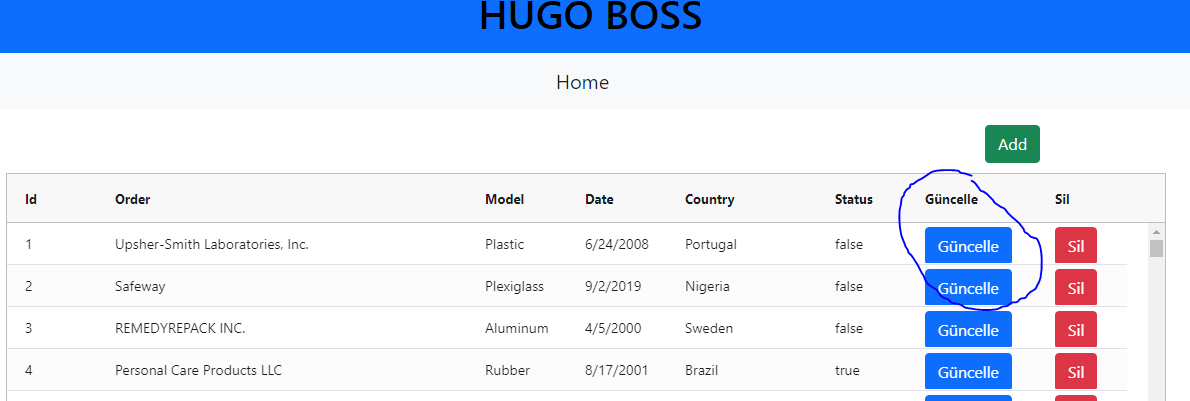 HUGO BOSS
Home
Add
Id Order Model Date Country Status Güncelle Sil
1 Upsher-Smith Laboratories, Inc. Plastic 6/24/2008 Portugal false Güncelle Sil
2 Safeway Plexiglass 9/2/2019 Nigeria false Güncelle Sil
3 REMEDYREPACK INC. Aluminum 4/5/2000 Sweden false Güncelle Sil
4 Personal Care Products LLC Rubber 8/17/2001 Brazil true Güncelle Sil